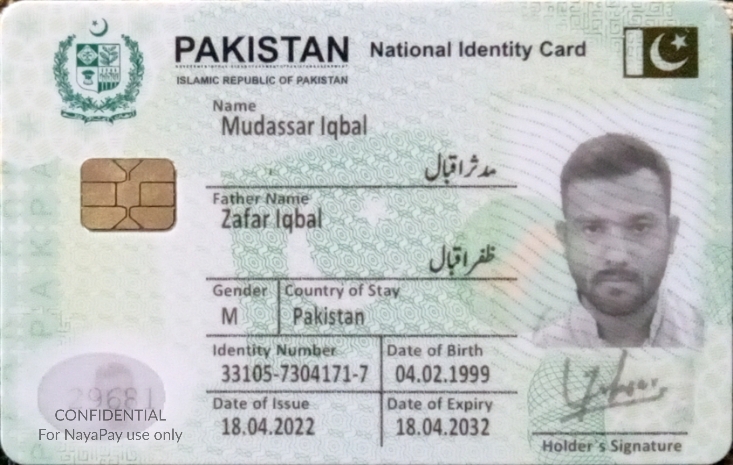 PAKISTAN National Identity Card
ISLAMIC REPUBLIC OF PAKISTAN
Name
Mudassar Iqbal
مدثر اقبال
Father Name
Zafar Iqbal
ظفر اقبال
Gender Country of Stay
M Pakistan
Identity Number Date of Birth
33105-7304171-7 04.02.1999
Date of Issue Date of Expiry
18.04.2022 18.04.2032
Holder's Signature
CONFIDENTIAL
For NayaPay use only